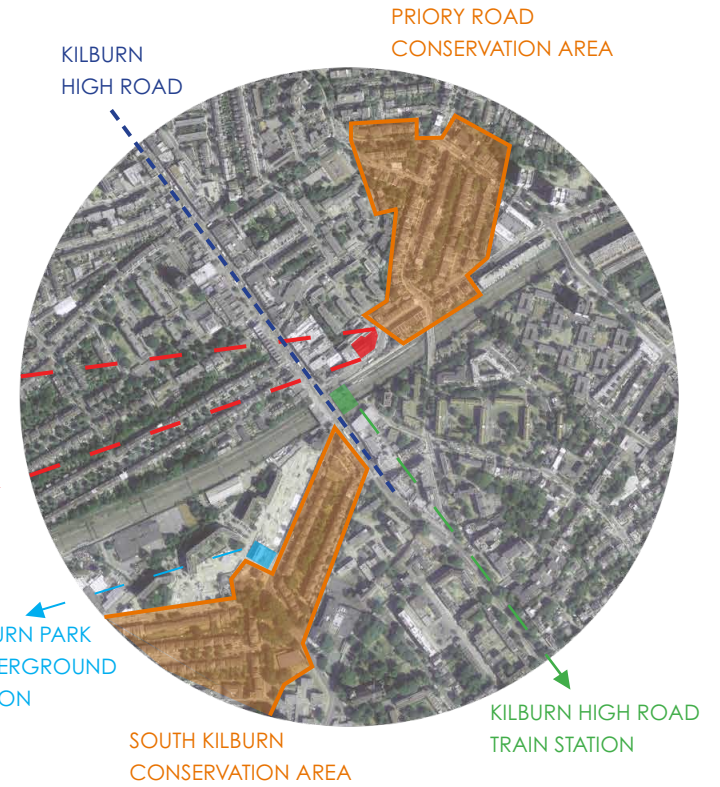 PRIORY ROAD
CONSERVATION AREA
KILBURN
HIGH ROAD
URN PARK
ERGROUND
ON
KILBURN HIGH ROAD
TRAIN STATION
SOUTH KILBURN
CONSERVATION AREA